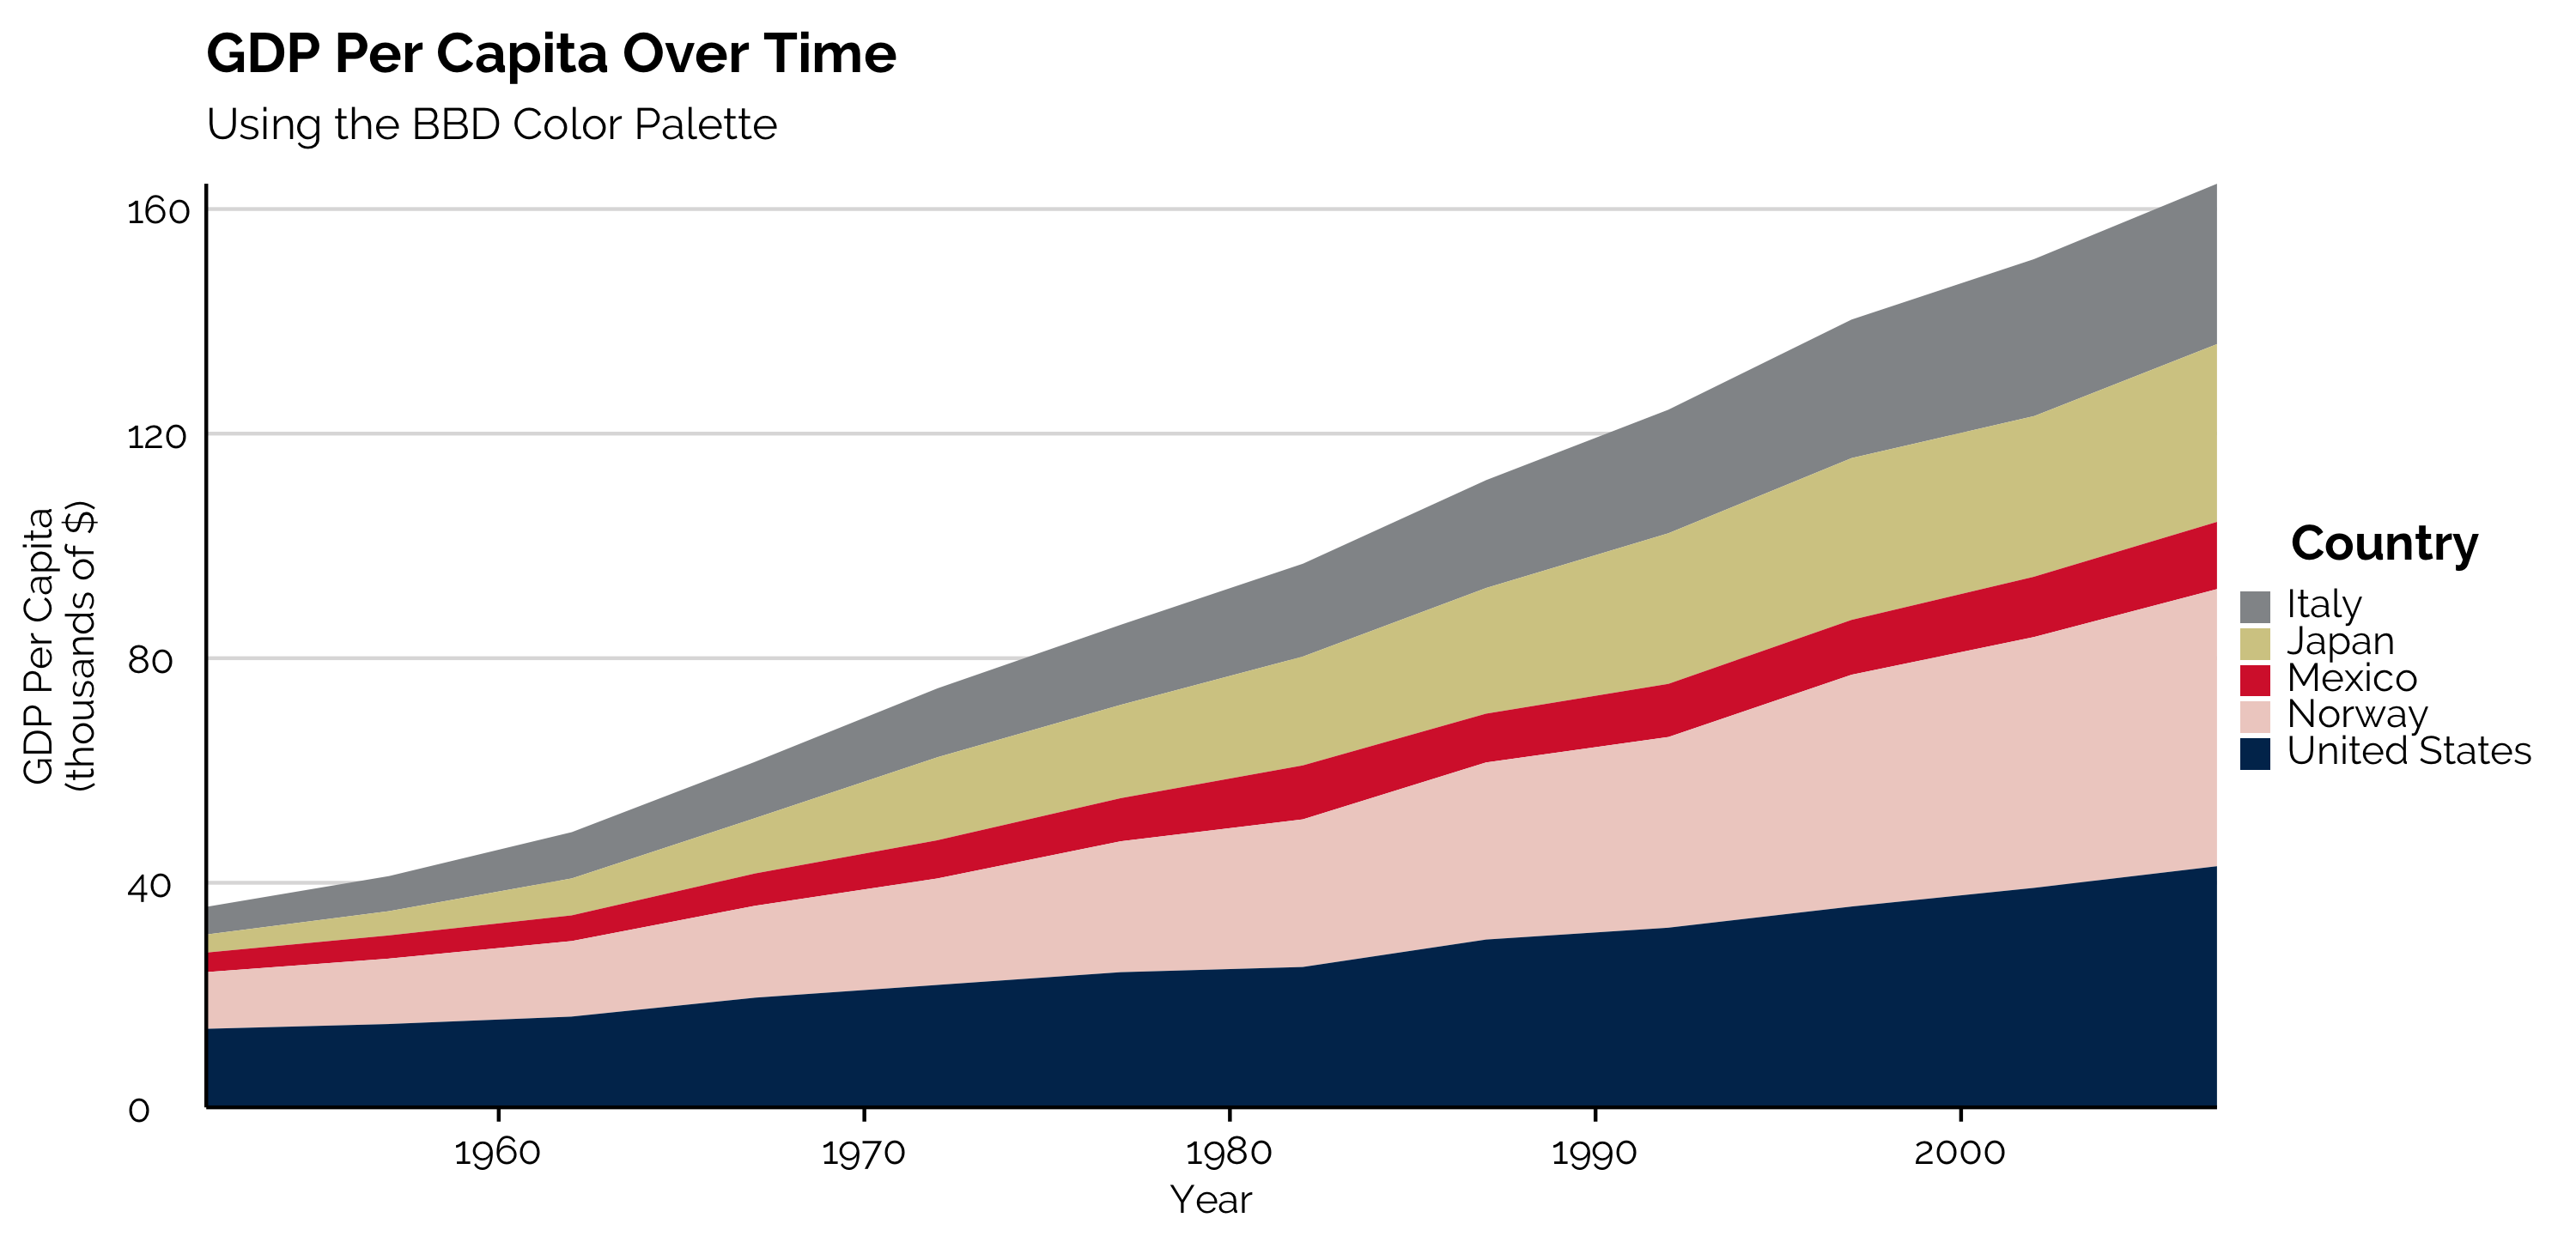 GDP Per Capita Over Time
Using the BBD Color Palette
GDP Per Capita
(thousands of $)
160
120
80
40
0
1960
1970
1980
1990
2000
Year
Country
Italy
Japan
Mexico
Norway
United States